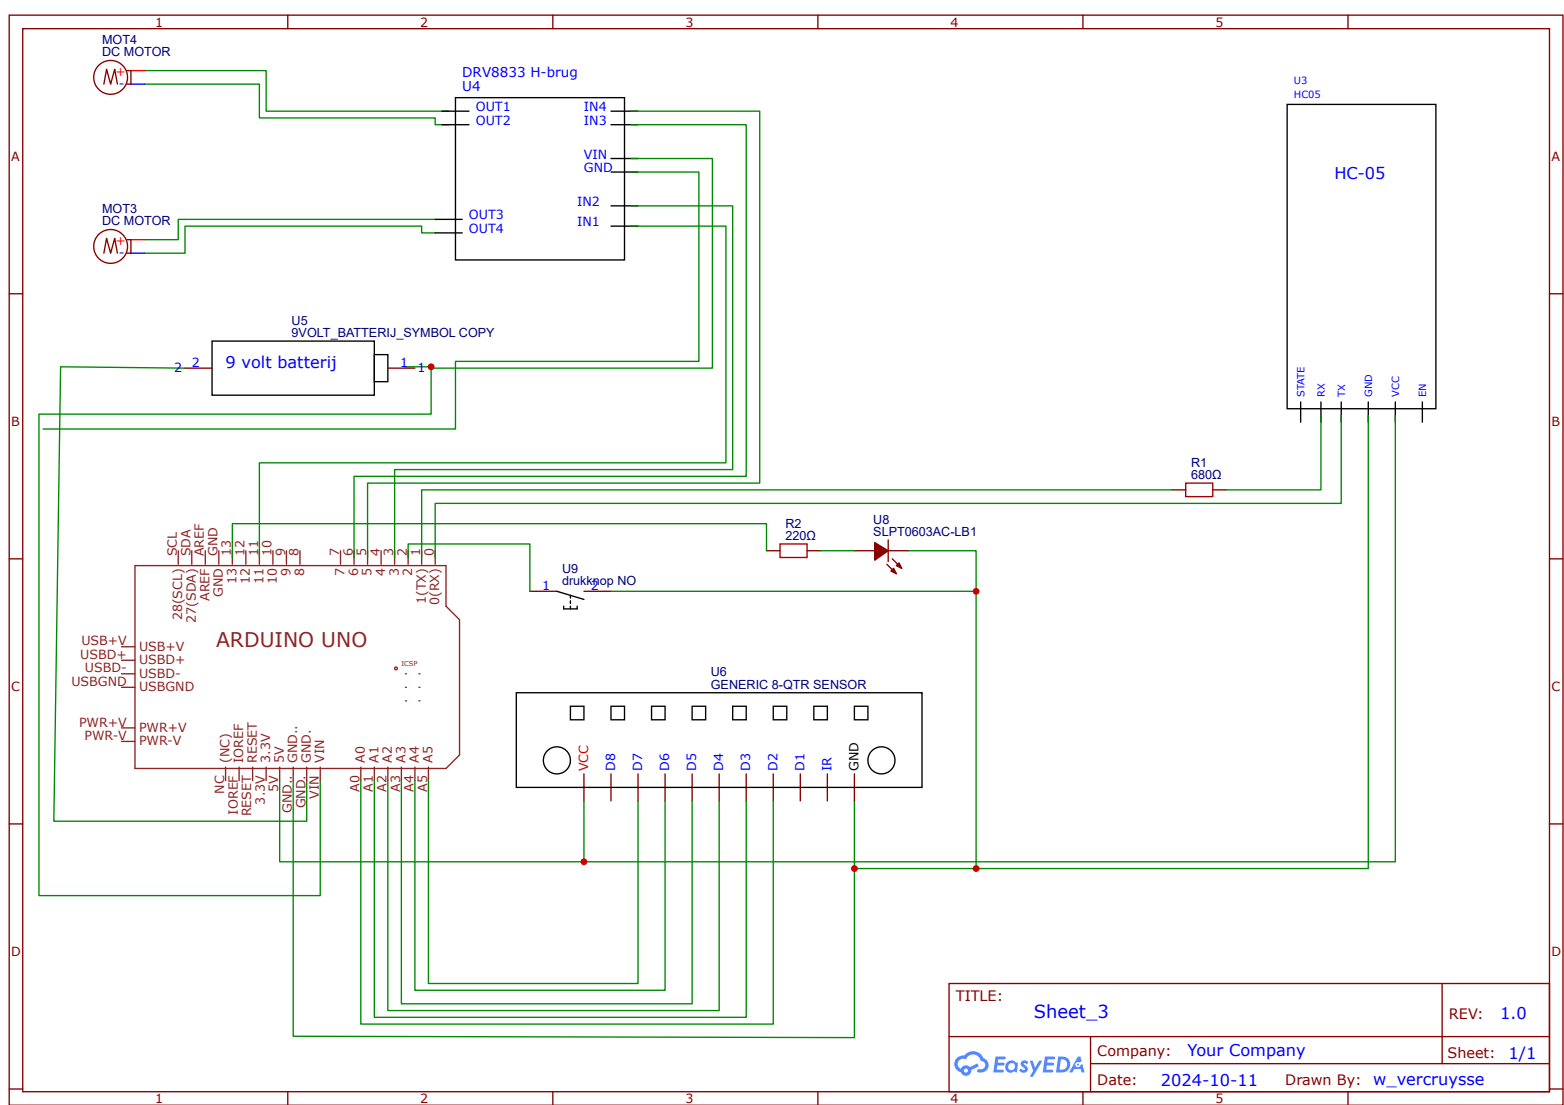 1 2 3 4 5
A
B
C
D
A
B
C
D
MOT4
DC MOTOR
M
+
-
MOT3
DC MOTOR
M
+
-
DRV8833 H-brug
U4
OUT1
OUT2
OUT3
OUT4
IN4
IN3
VIN
GND
IN2
IN1
U3
HC05
HC-05
STATE
RX
TX
GND
VCC
EN
U5
9VOLT_BATTERIJ_SYMBOL COPY
2 2 9 volt batterij 1 1
R1
680Ω
R2
220Ω
U8
SLPT0603AC-LB1
U9
drukknop NO
1 2
SCL
SDA
AREF
GND
13
12
11
10
9
8
7
6
5
4
3
2
1
0
28(SCL)
27(SDA)
AREF
GND
13
12
11
10
9
8
7
6
5
4
3
2
1(TX)
0(RX)
ARDUINO UNO
ICSP
USB+V USB+V
USBD+ USBD+
USBD- USBD-
USBGND USBGND
PWR+V PWR+V
PWR-V PWR-V
(NC)
IOREF
RESET
3.3V
5V
GND..
GND.
VIN
A0
A1
A2
A3
A4
A5
NC
IOREF
RESET
3.3V
5V
GND..
GND.
VIN
A0
A1
A2
A3
A4
A5
U6
GENERIC 8-QTR SENSOR
VCC
D8
D7
D6
D5
D4
D3
D2
D1
IR
GND
TITLE:
Sheet_3
REV: 1.0
EasyEDA
Company: Your Company
Sheet: 1/1
Date: 2024-10-11 Drawn By: w_vercruysse
1 2 3 4 5